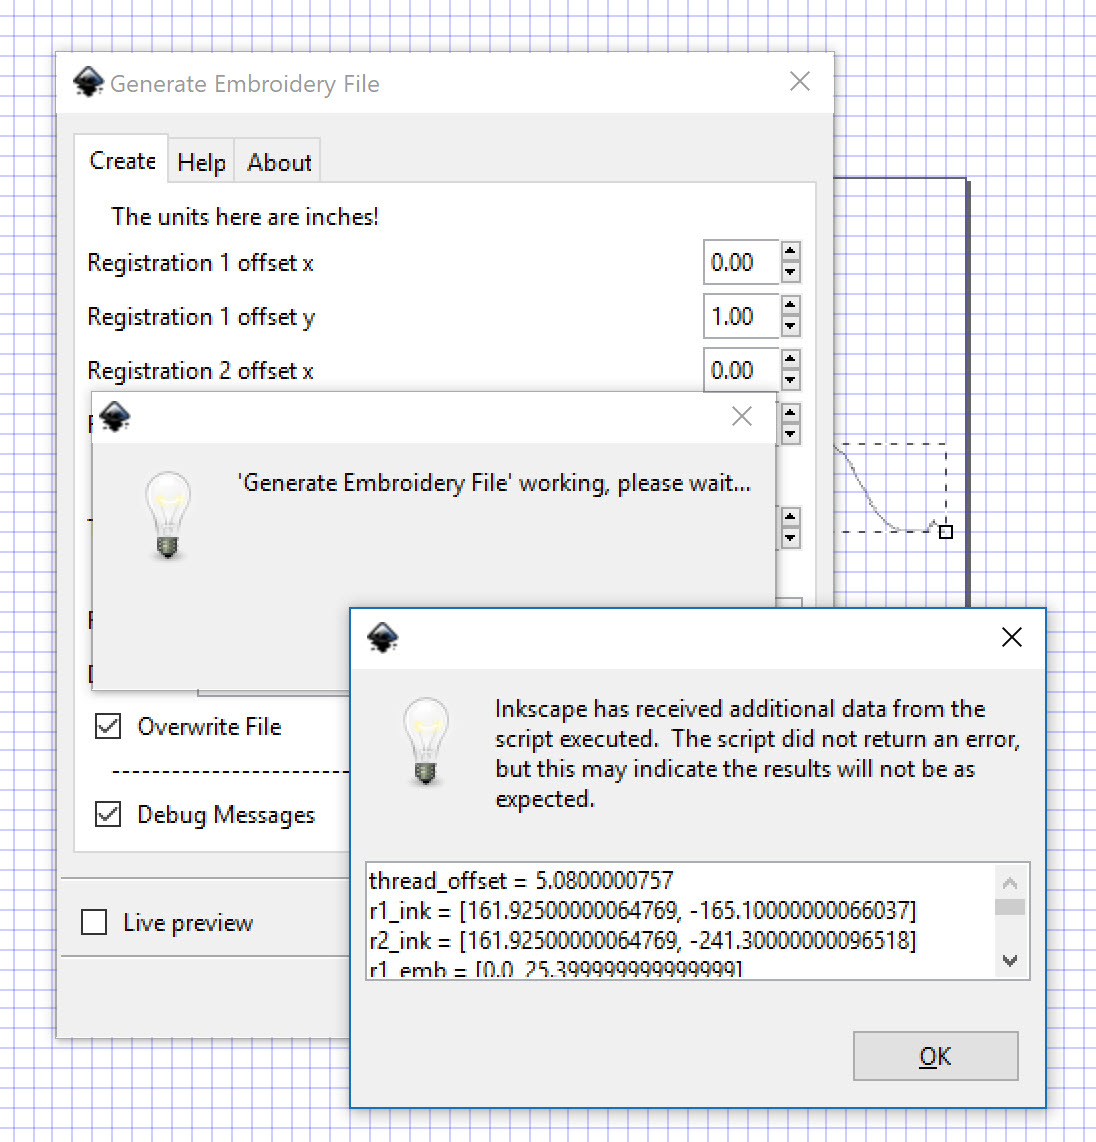 Generate Embroidery File
Create Help About
The units here are inches!
Registration 1 offset x 0.00
Registration 1 offset y 1.00
Registration 2 offset x 0.00
'Generate Embroidery File' working, please wait...
Overwrite File
------------------------
Debug Messages
Live preview
Inkscape has received additional data from the
script executed.  The script did not return an error,
but this may indicate the results will not be as
expected.
thread_offset = 5.0800000757
r1_ink = [161.92500000064769, -165.10000000066037]
r2_ink = [161.92500000064769, -241.30000000096518]
r1_emb = [0.0, 25.399999999999999]
OK